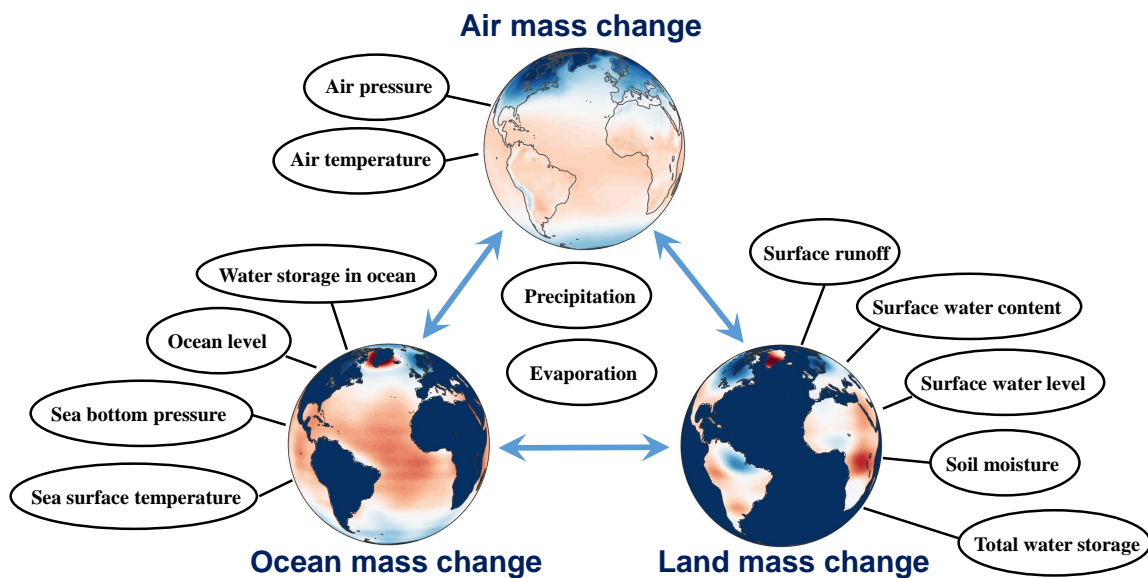 Air mass change
Air pressure
Air temperature
Surface runoff
Water storage in ocean
Precipitation
Surface water content
Ocean level
Evaporation
Surface water level
Sea bottom pressure
Soil moisture
Sea surface temperature
Total water storage
Ocean mass change
Land mass change